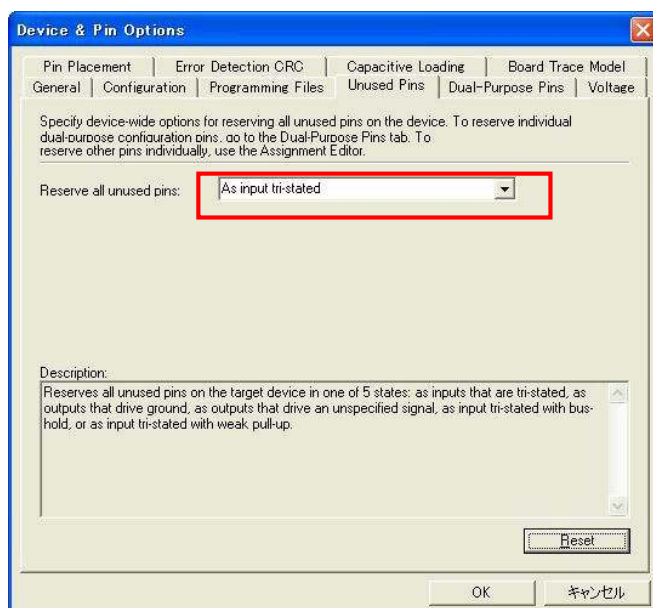 Device & Pin Options
Pin Placement
Error Detection CRC
Capacitive Loading
Board Trace Model
General
Configuration
Programming Files
Unused Pins
Dual-Purpose Pins
Voltage
Specify device-wide options for reserving all unused pins on the device. To reserve individual
dual-purpose configuration pins, go to the Dual-Purpose Pins tab. To
reserve other pins individually, use the Assignment Editor.
Reserve all unused pins:
As input tri-stated
Description:
Reserves all unused pins on the target device in one of 5 states: as inputs that are tri-stated, as
outputs that drive ground, as outputs that drive an unspecified signal, as input tri-stated with bus-
hold, or as input tri-stated with weak pull-up.
Reset
OK
キャンセル